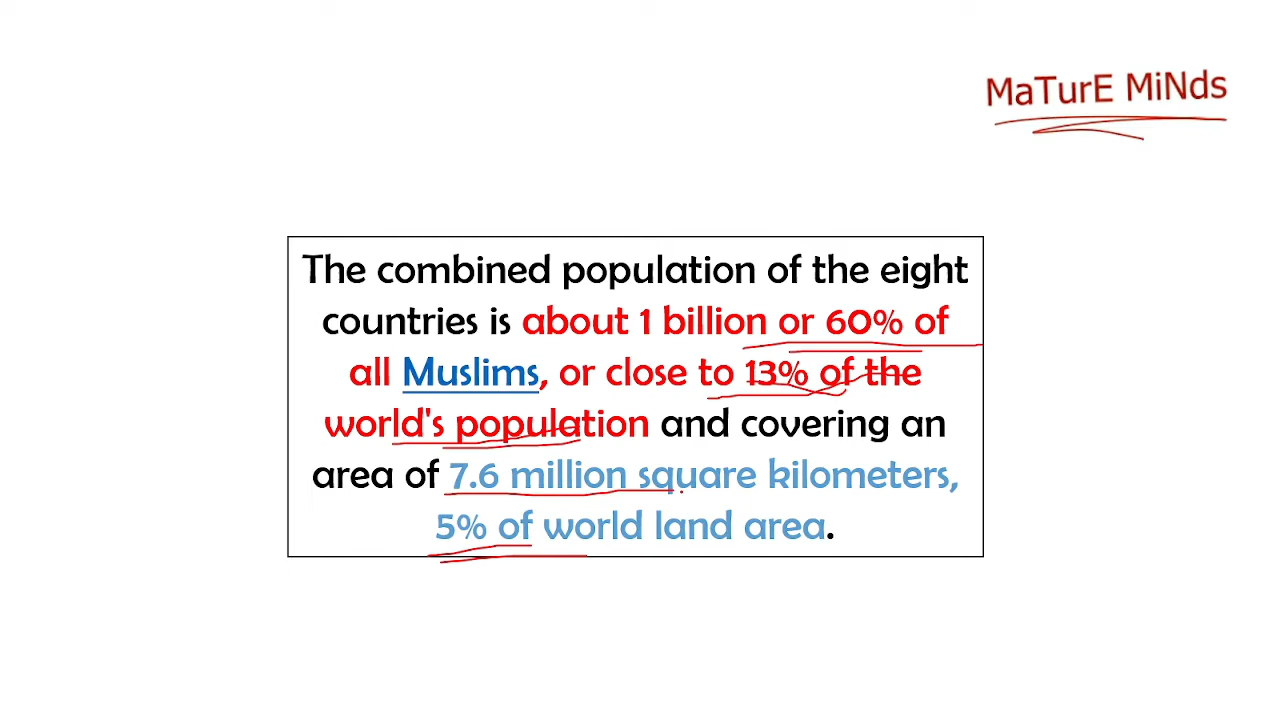 MaTurE MiNds
The combined population of the eight
countries is about 1 billion or 60% of
all Muslims, or close to 13% of the
world's population and covering an
area of 7.6 million square kilometers,
5% of world land area.